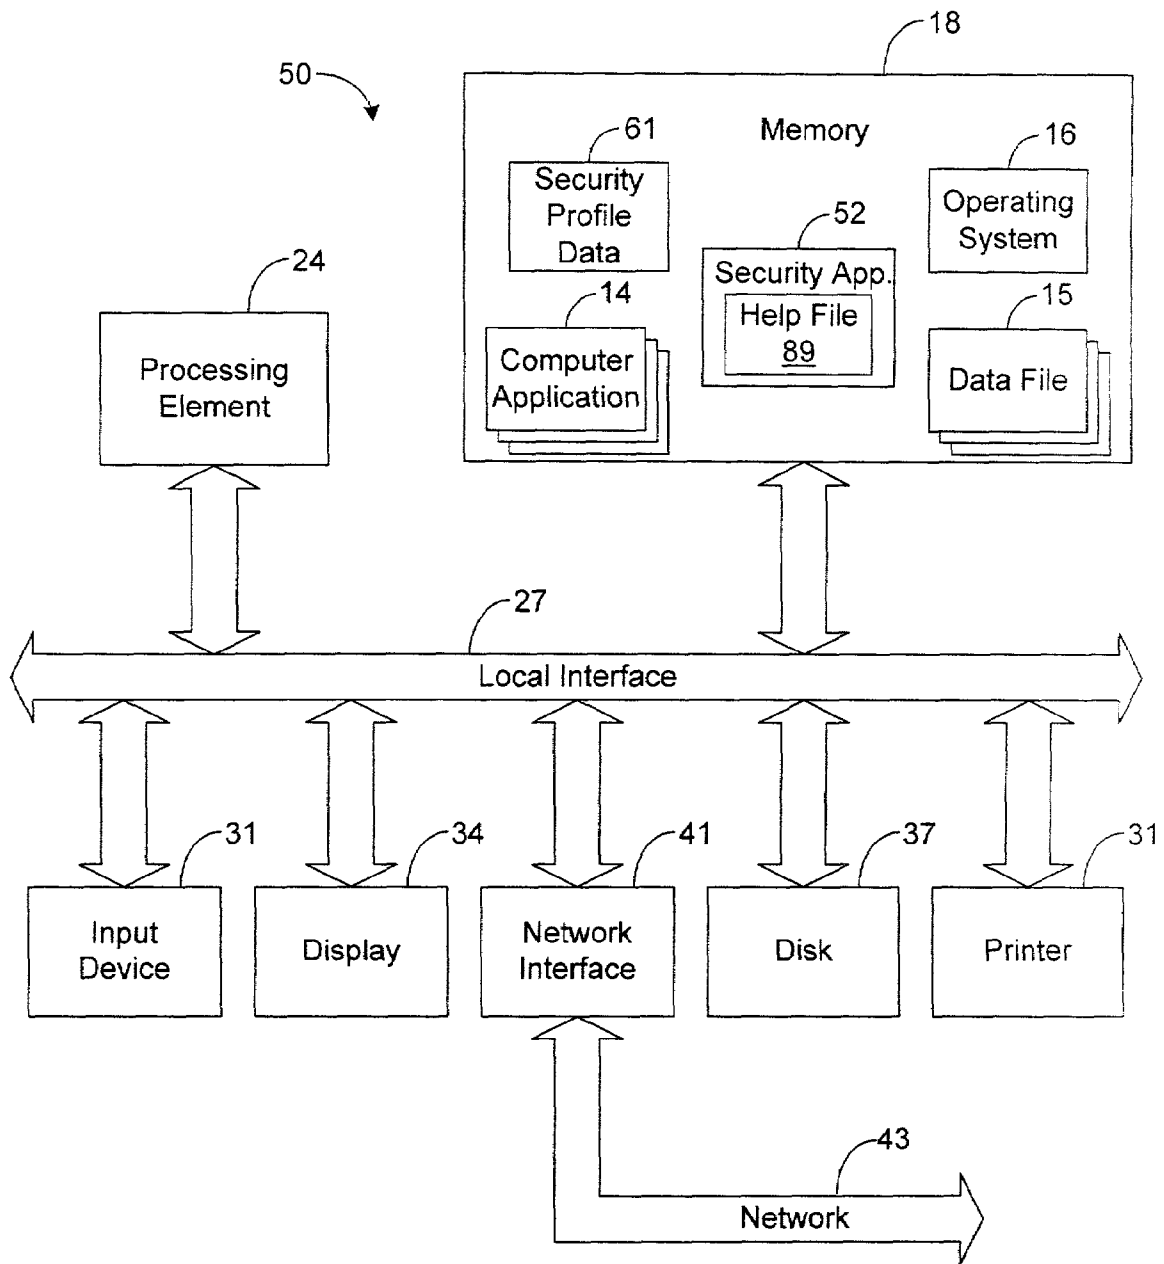 18
50
Memory
61
16
Security
Profile
Data
Operating
System
52
Security App.
Help File
89
24
14
15
Processing
Element
Computer
Application
Data File
27
Local Interface
31
34
41
37
31
Input
Device
Display
Network
Interface
Disk
Printer
43
Network